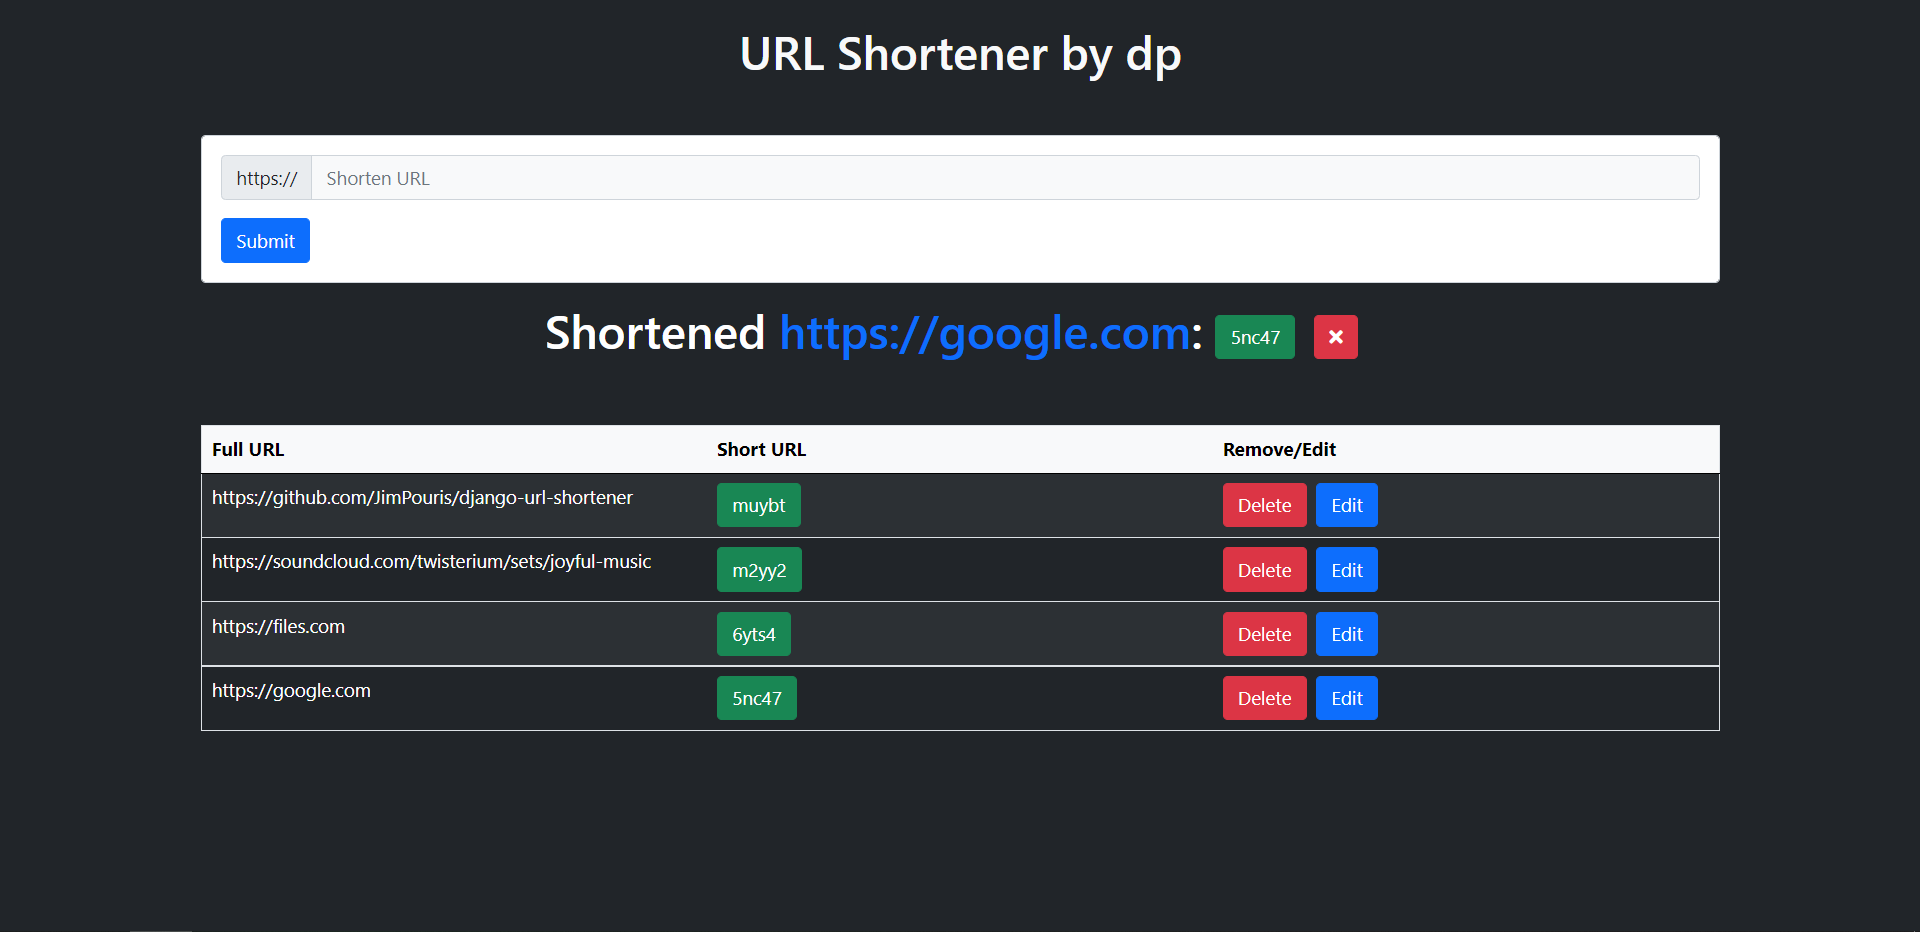 URL Shortener by dp
https:// Shorten URL
Submit
Shortened https://google.com: 5nc47
Full URL Short URL Remove/Edit
https://github.com/JimPouris/django-url-shortener muybt Delete Edit
https://soundcloud.com/twisterium/sets/joyful-music m2yy2 Delete Edit
https://files.com 6yts4 Delete Edit
https://google.com 5nc47 Delete Edit